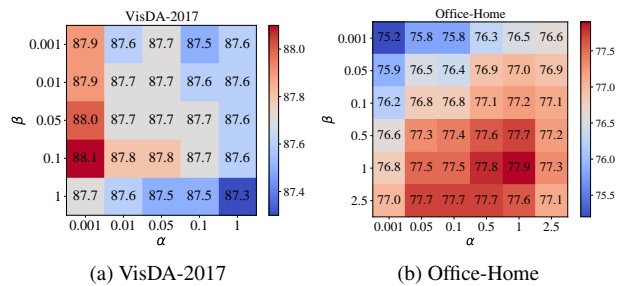 VisDA-2017
0.001 87.9 87.6 87.7 87.5 87.6
0.01 87.9 87.7 87.7 87.6 87.6
0.05 88.0 87.7 87.7 87.7 87.6
0.1 88.1 87.8 87.8 87.7 87.6
1 87.7 87.6 87.5 87.5 87.3
0.001 0.01 0.05 0.1 1
β
α
88.0
87.8
87.6
87.4
(a) VisDA-2017
Office-Home
0.001 75.2 75.8 75.8 76.3 76.5 76.6
0.05 75.9 76.5 76.4 76.9 77.0 76.9
0.1 76.2 76.8 76.8 77.1 77.2 77.1
0.5 76.6 77.3 77.4 77.6 77.7 77.2
1 76.8 77.5 77.5 77.8 77.9 77.3
2.5 77.0 77.7 77.7 77.7 77.6 77.1
0.001 0.05 0.1 0.5 1 2.5
β
α
77.5
77.0
76.5
76.0
75.5
(b) Office-Home